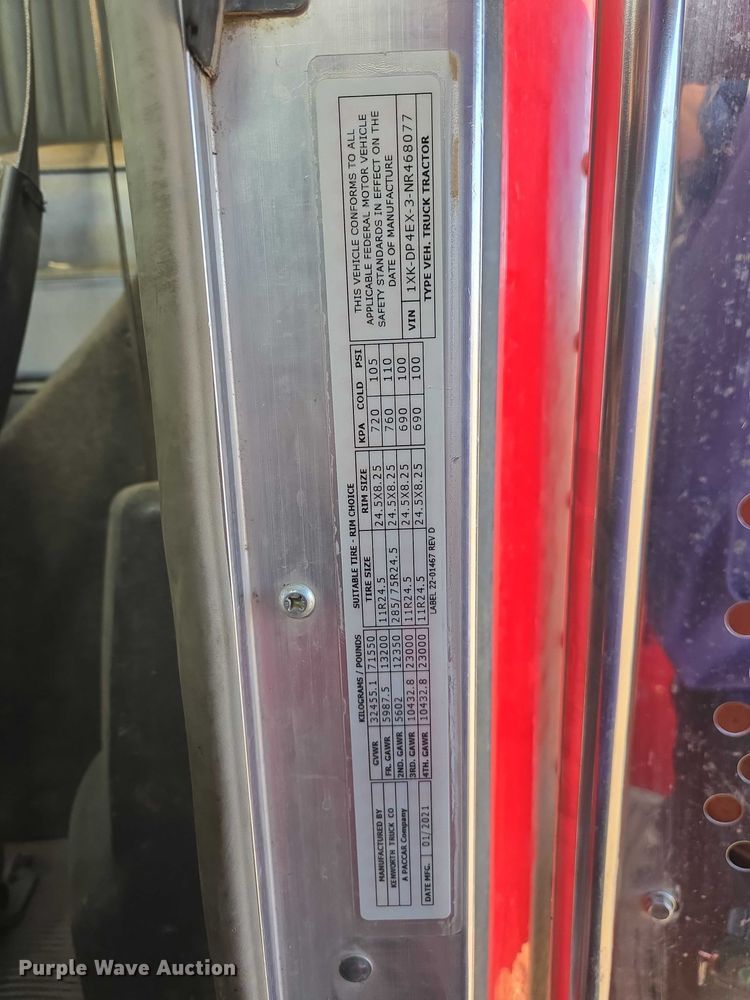 MANUFACTURED BY
KENWORTH TRUCK CO
A PACCAR Company
DATE MFG. 01/2021
KILOGRAMS / POUNDS
GVWR 32455.1 71550
FR. GAWR 5987.5 13200
2ND. GAWR 5602 12350
3RD. GAWR 10432.8 23000
4TH. GAWR 10432.8 23000
SUITABLE TIRE - RIM CHOICE
TIRE SIZE RIM SIZE KPA COLD PSI
11R24.5 24.5X8.25 720 105
285/75R24.5 24.5X8.25 760 110
11R24.5 24.5X8.25 690 100
11R24.5 24.5X8.25 690 100
LABEL 22-01467 REV D
THIS VEHICLE CONFORMS TO ALL
APPLICABLE FEDERAL MOTOR VEHICLE
SAFETY STANDARDS IN EFFECT ON THE
DATE OF MANUFACTURE
VIN 1XK-DP4EX-3-NR468077
TYPE VEH. TRUCK TRACTOR
Purple Wave Auction